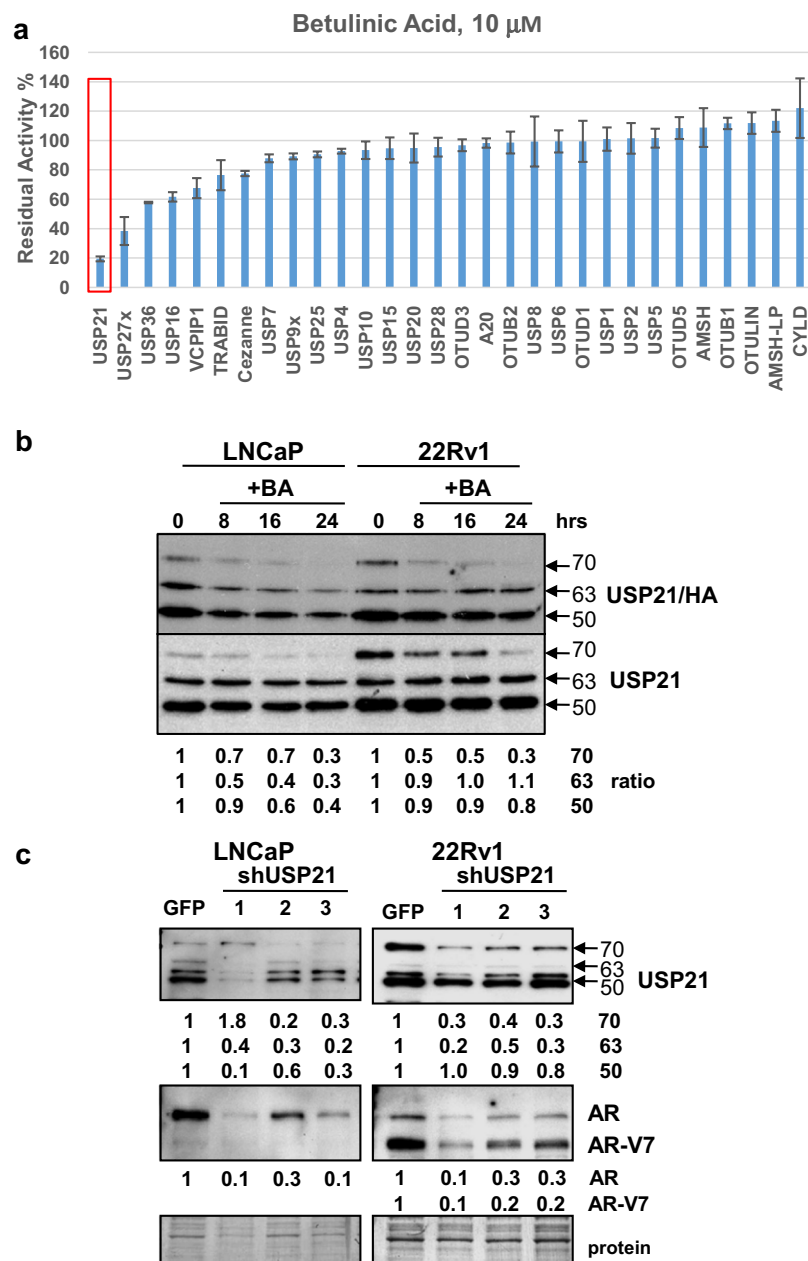 a
Betulinic Acid, 10 μM
Residual Activity %
160
140
120
100
80
60
40
20
0
USP21 USP27x USP36 USP16 VCPIP1 TRABID Cezanne USP7 USP9x USP25 USP4 USP10 USP15 USP20 USP28 OTUD3 A20 OTUB2 USP8 USP6 OTUD1 USP1 USP2 USP5 OTUD5 AMSH OTUB1 OTULIN AMSH-LP CYLD
b
LNCaP 22Rv1
+BA +BA
0 8 16 24 0 8 16 24 hrs
70
63 USP21/HA
50
70
63 USP21
50
1 0.7 0.7 0.3 1 0.5 0.5 0.3 70
1 0.5 0.4 0.3 1 0.9 1.0 1.1 63 ratio
1 0.9 0.6 0.4 1 0.9 0.9 0.8 50
c
LNCaP 22Rv1
shUSP21 shUSP21
GFP 1 2 3 GFP 1 2 3
70
63
50 USP21
1 1.8 0.2 0.3 1 0.3 0.4 0.3 70
1 0.4 0.3 0.2 1 0.2 0.5 0.3 63
1 0.1 0.6 0.3 1 1.0 0.9 0.8 50
AR
AR-V7
1 0.1 0.3 0.1 1 0.1 0.3 0.3 AR
1 0.1 0.2 0.2 AR-V7
protein